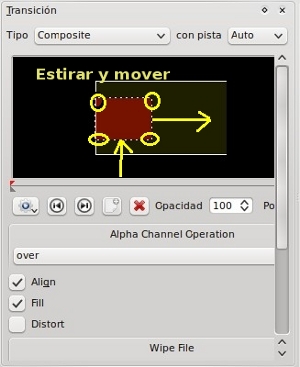 Transición
Tipo Composite con pista Auto
Estirar y mover
Opacidad 100 Po
Alpha Channel Operation
over
Align
Fill
Distort
Wipe File